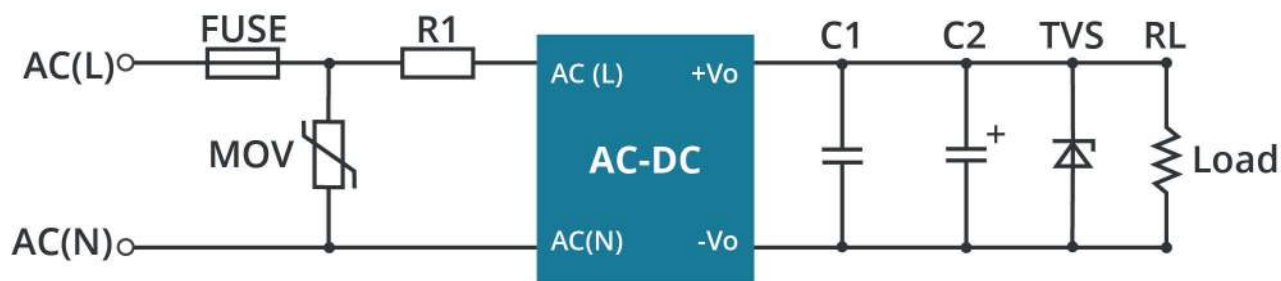 FUSE R1 C1 C2 TVS RL
AC(L) AC (L) +Vo
MOV AC-DC + Load
AC(N) AC(N) -Vo